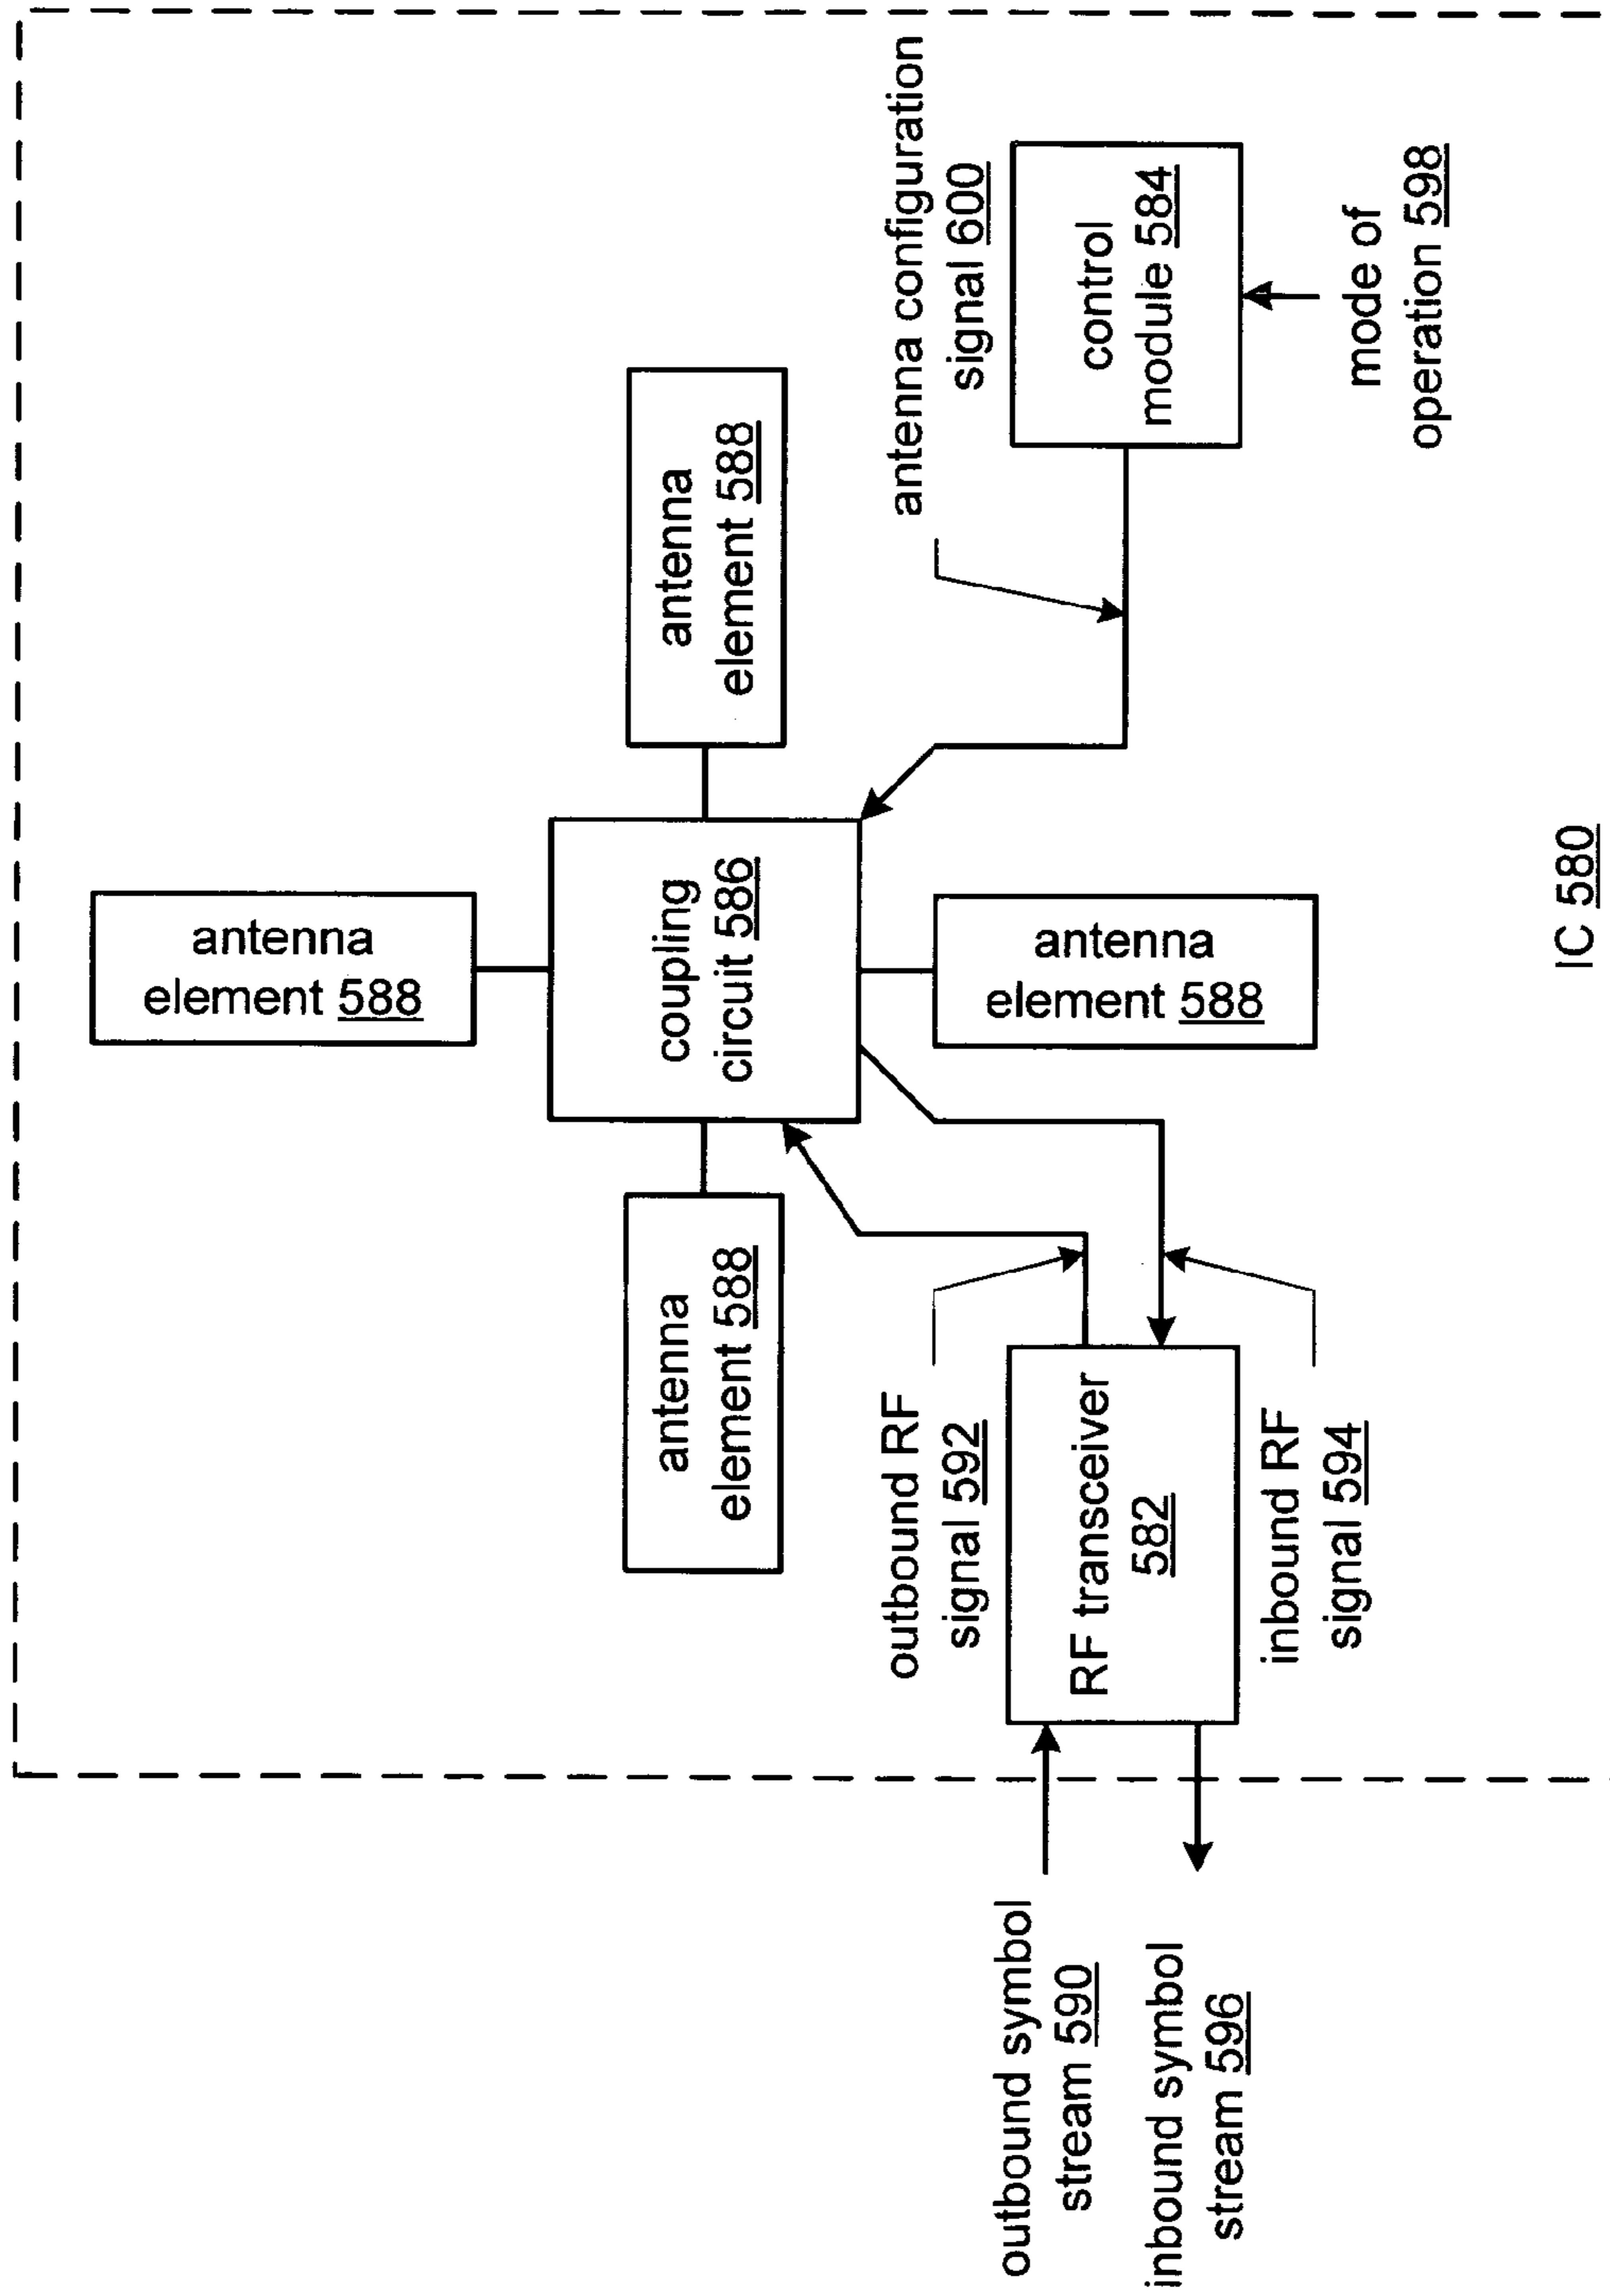 antenna
element 588
antenna
element 588
coupling
circuit 586
antenna
element 588
antenna
element 588
antenna configuration
signal 600
control
module 584
mode of
operation 598
outbound RF
signal 592
RF transceiver
582
inbound RF
signal 594
outbound symbol
stream 590
inbound symbol
stream 596
IC 580